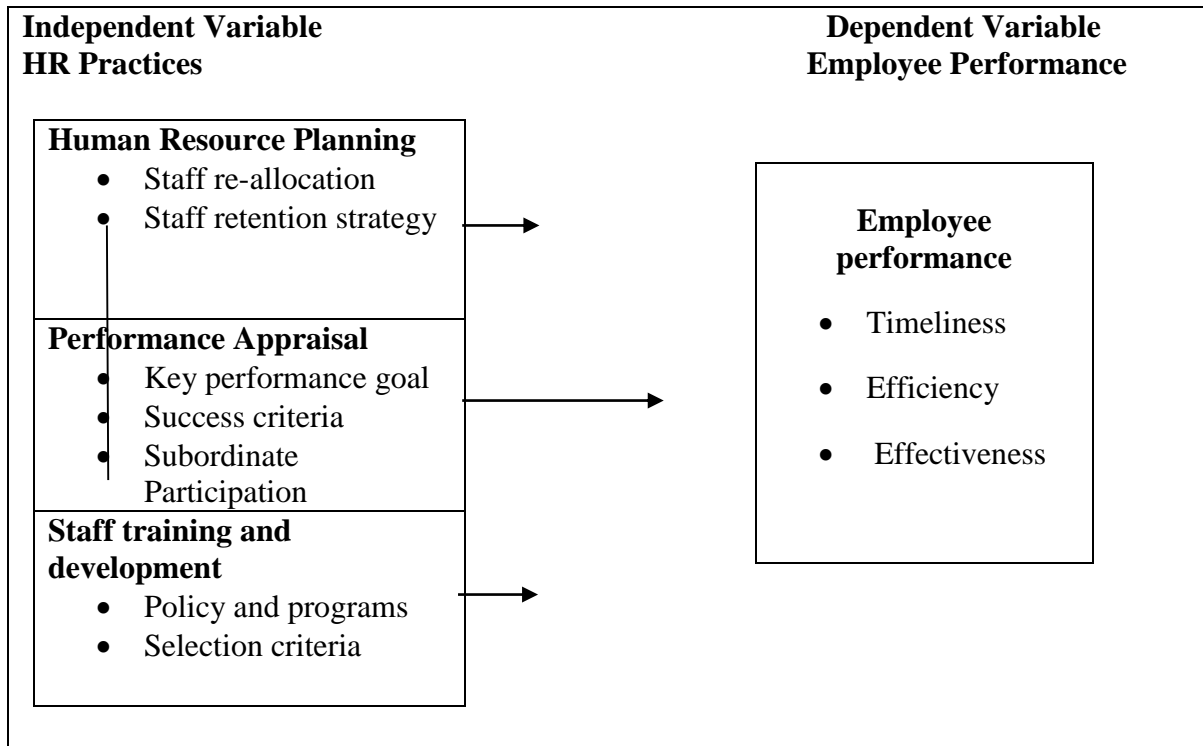 Independent Variable
HR Practices
Dependent Variable
Employee Performance
Human Resource Planning
• Staff re-allocation
• Staff retention strategy
Performance Appraisal
• Key performance goal
• Success criteria
• Subordinate
Participation
Staff training and
development
• Policy and programs
• Selection criteria
Employee
performance
• Timeliness
• Efficiency
• Effectiveness